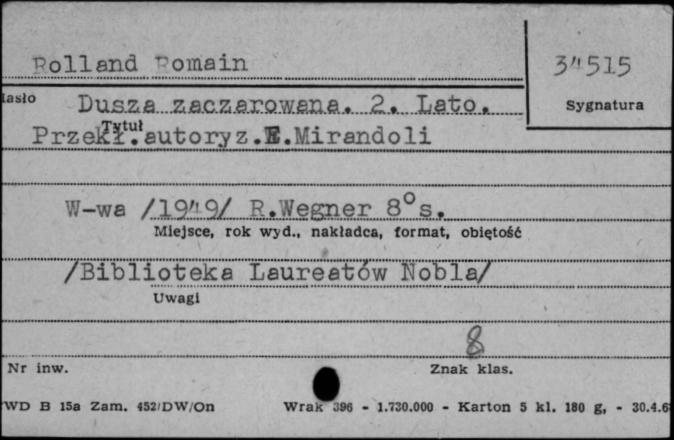 Rolland Romain
34515
Hasło
Sygnatura
Dusza zaczarowana. 2. Lato.
Tytuł
Przekł.autoryz.E.Mirandoli
W-wa /1949/ R.Wegner 8°s.
Miejsce, rok wyd., nakładca, format, objętość
/Biblioteka Laureatów Nobla/
Uwagi
8
Nr inw.
Znak klas.
WD B 15a Zam. 452/DW/On Wrak 396 - 1.730.000 - Karton 5 kl. 180 g, - 30.4.6